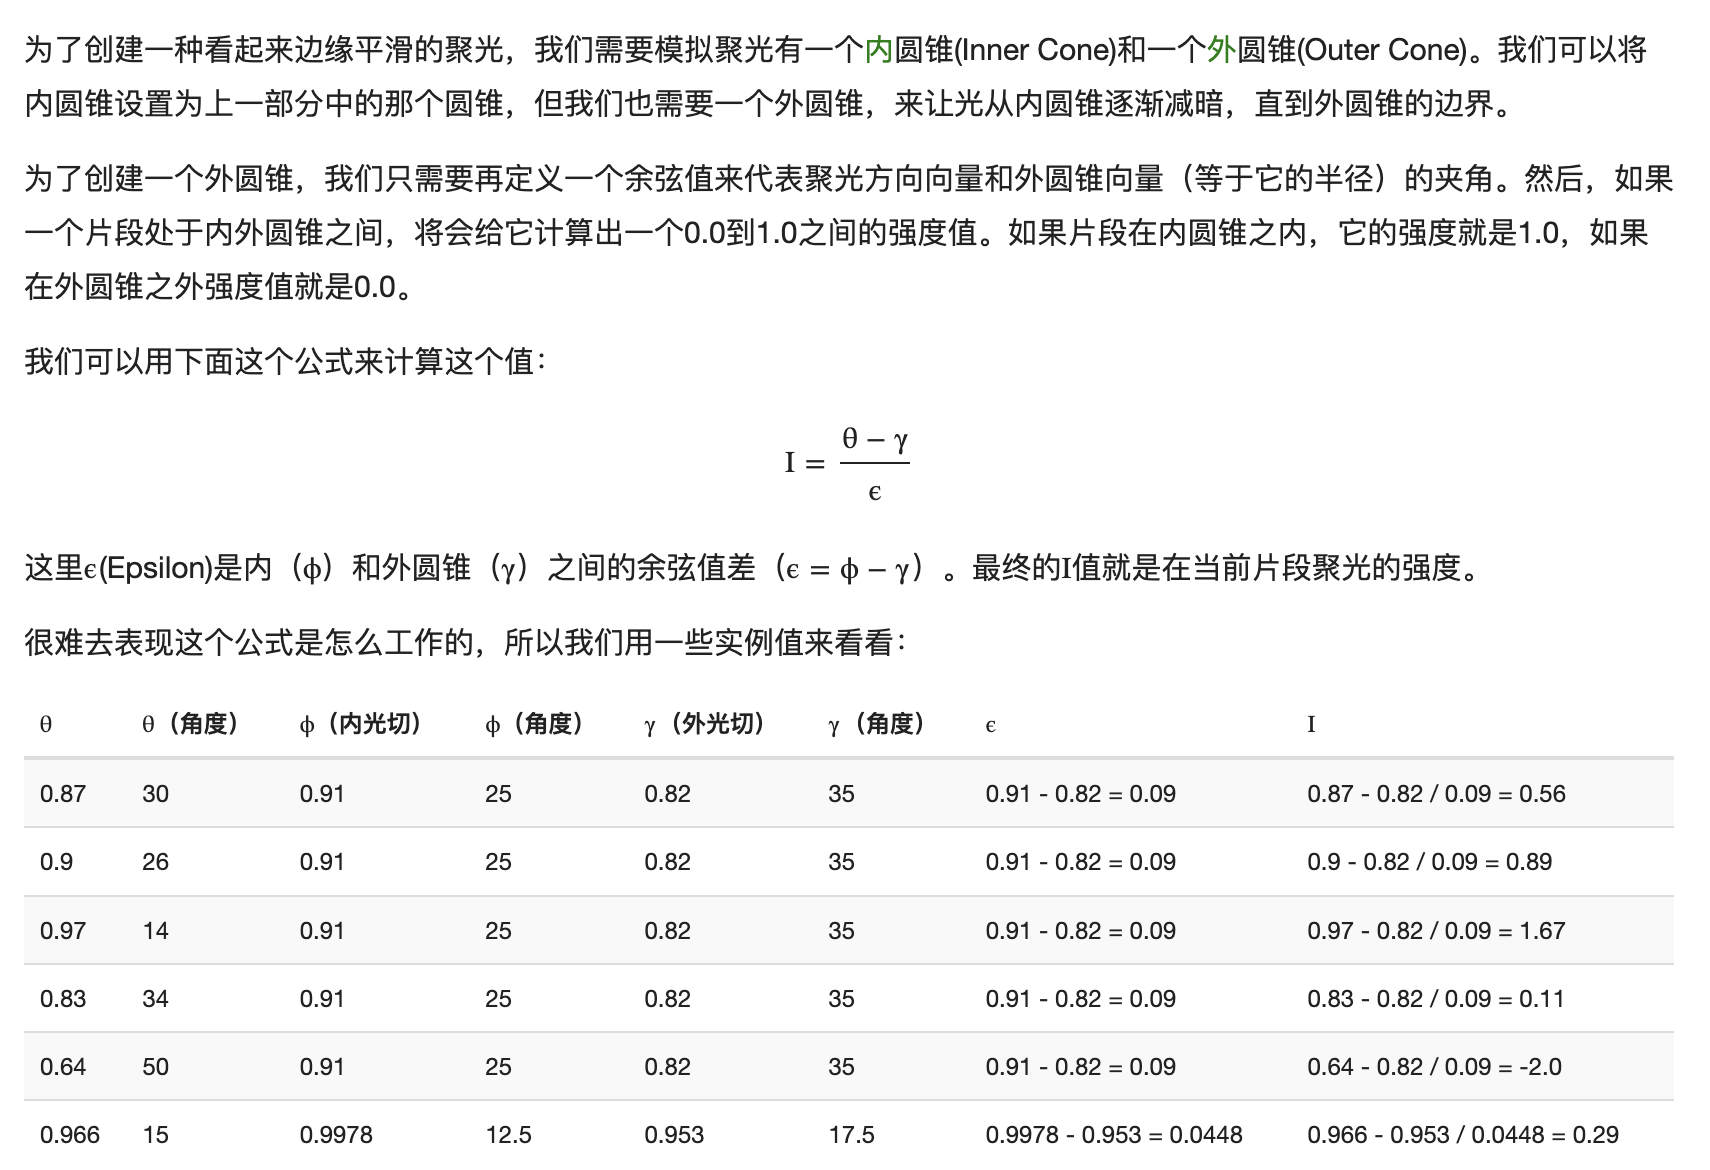 为了创建一种看起来边缘平滑的聚光，我们需要模拟聚光有一个内圆锥(Inner Cone)和一个外圆锥(Outer Cone)。我们可以将
内圆锥设置为上一部分中的那个圆锥，但我们也需要一个外圆锥，来让光从内圆锥逐渐减暗，直到外圆锥的边界。
为了创建一个外圆锥，我们只需要再定义一个余弦值来代表聚光方向向量和外圆锥向量（等于它的半径）的夹角。然后，如果
一个片段处于内外圆锥之间，将会给它计算出一个0.0到1.0之间的强度值。如果片段在内圆锥之内，它的强度就是1.0，如果
在外圆锥之外强度值就是0.0。
我们可以用下面这个公式来计算这个值：
I = (θ − γ) / ϵ
这里ϵ(Epsilon)是内（ϕ）和外圆锥（γ）之间的余弦值差（ϵ = ϕ − γ）。最终的I值就是在当前片段聚光的强度。
很难去表现这个公式是怎么工作的，所以我们用一些实例值来看看：
θ θ（角度） ϕ（内光切） ϕ（角度） γ（外光切） γ（角度） ϵ I
0.87 30 0.91 25 0.82 35 0.91 - 0.82 = 0.09 0.87 - 0.82 / 0.09 = 0.56
0.9 26 0.91 25 0.82 35 0.91 - 0.82 = 0.09 0.9 - 0.82 / 0.09 = 0.89
0.97 14 0.91 25 0.82 35 0.91 - 0.82 = 0.09 0.97 - 0.82 / 0.09 = 1.67
0.83 34 0.91 25 0.82 35 0.91 - 0.82 = 0.09 0.83 - 0.82 / 0.09 = 0.11
0.64 50 0.91 25 0.82 35 0.91 - 0.82 = 0.09 0.64 - 0.82 / 0.09 = -2.0
0.966 15 0.9978 12.5 0.953 17.5 0.9978 - 0.953 = 0.0448 0.966 - 0.953 / 0.0448 = 0.29